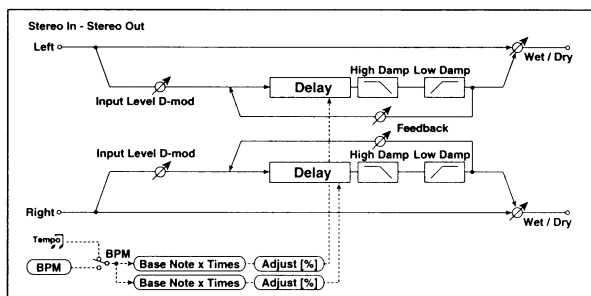 Stereo In - Stereo Out
Left
Wet / Dry
High Damp Low Damp
Delay
Input Level D-mod
Feedback
Input Level D-mod
High Damp Low Damp
Delay
Right
Wet / Dry
Tempo
BPM
BPM
Base Note x Times Adjust [%]
Base Note x Times Adjust [%]